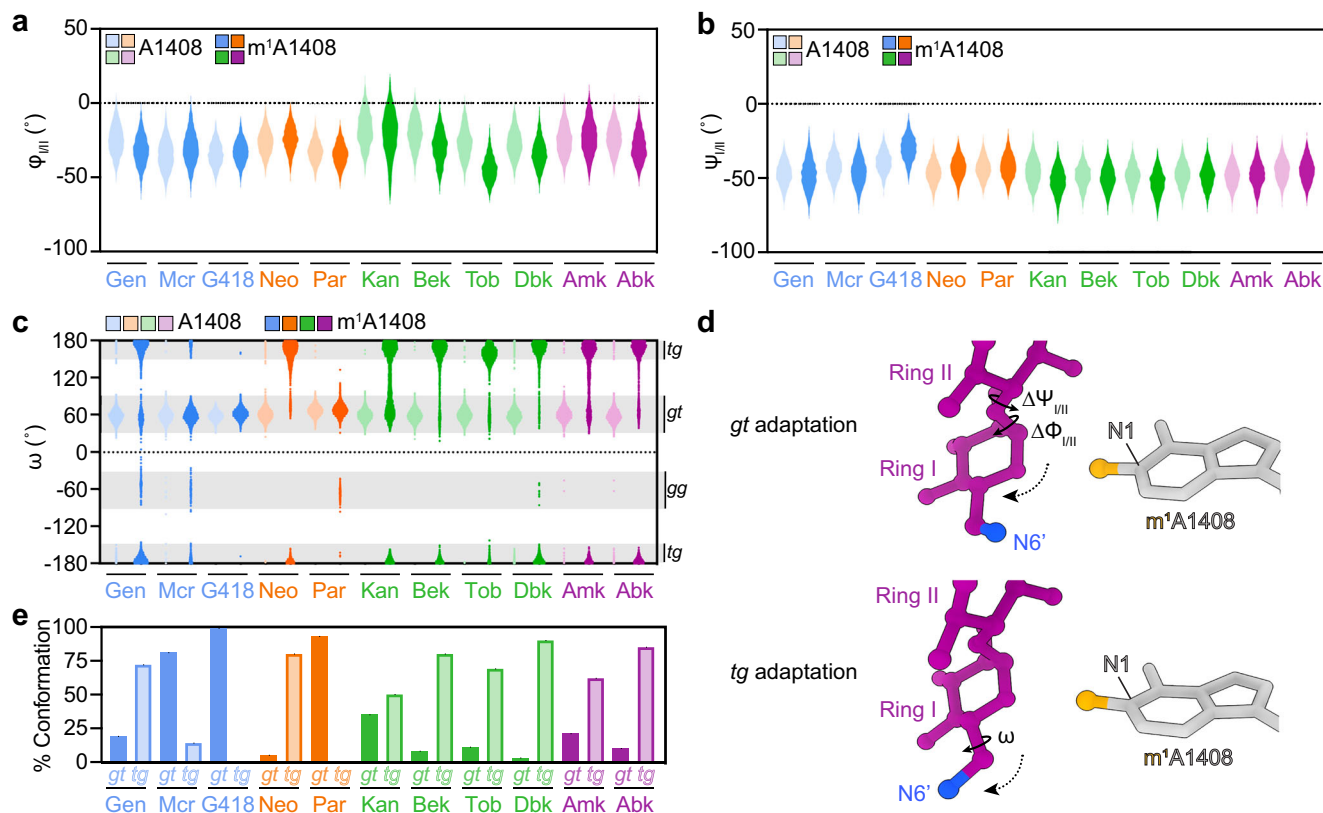 a
50
0
-50
-100
φI/II (°)
A1408 m¹A1408
Gen Mcr G418 Neo Par Kan Bek Tob Dbk Amk Abk
b
50
0
-50
-100
ΨI/II (°)
A1408 m¹A1408
Gen Mcr G418 Neo Par Kan Bek Tob Dbk Amk Abk
c
A1408 m¹A1408
180
120
60
0
-60
-120
-180
ω (°)
tg
gt
gg
tg
Gen Mcr G418 Neo Par Kan Bek Tob Dbk Amk Abk
d
gt adaptation
Ring II
ΔΨI/II
ΔΦI/II
Ring I
N6'
N1
m¹A1408
tg adaptation
Ring II
Ring I
ω
N6'
N1
m¹A1408
e
100
75
50
25
0
% Conformation
gt tg gt tg gt tg gt tg gt tg gt tg gt tg gt tg gt tg gt tg gt tg
Gen Mcr G418 Neo Par Kan Bek Tob Dbk Amk Abk